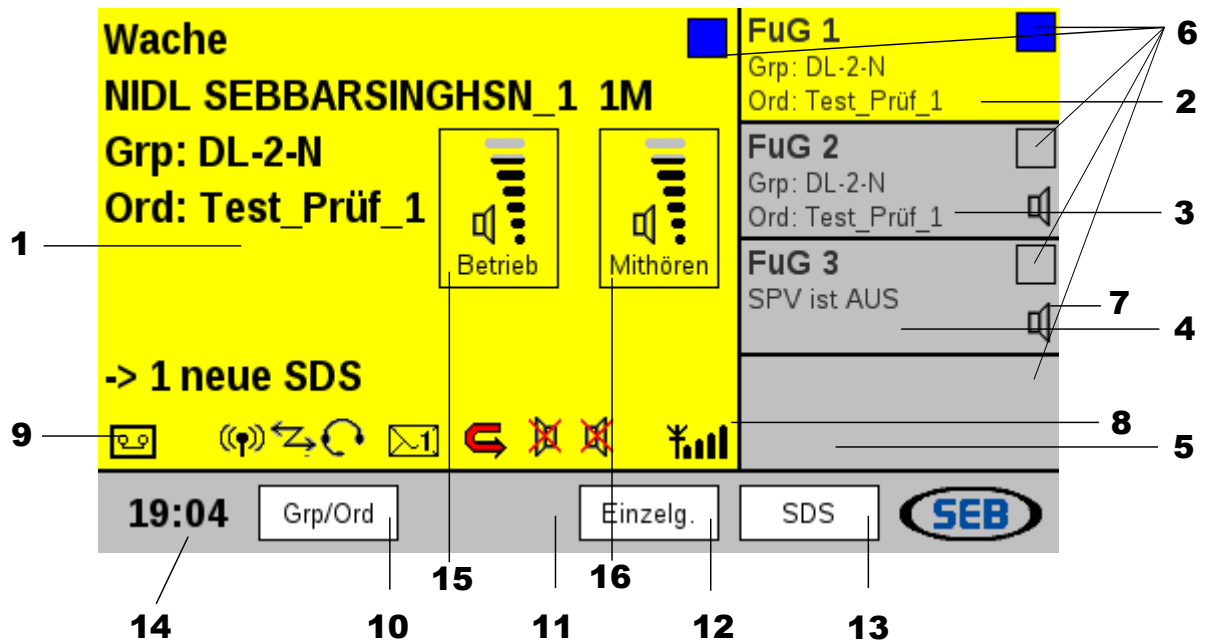 Wache
NIDL SEBBARSINGHSN_1 1M
Grp: DL-2-N
Ord: Test_Prüf_1
Betrieb
Mithören
-> 1 neue SDS
1
FuG 1
Grp: DL-2-N
Ord: Test_Prüf_1
FuG 2
Grp: DL-2-N
Ord: Test_Prüf_1
FuG 3
SPV ist AUS
19:04
Grp/Ord
Einzelg.
SDS
SEB
6
2
3
1
7
4
9
8
5
15
16
14
10
11
12
13